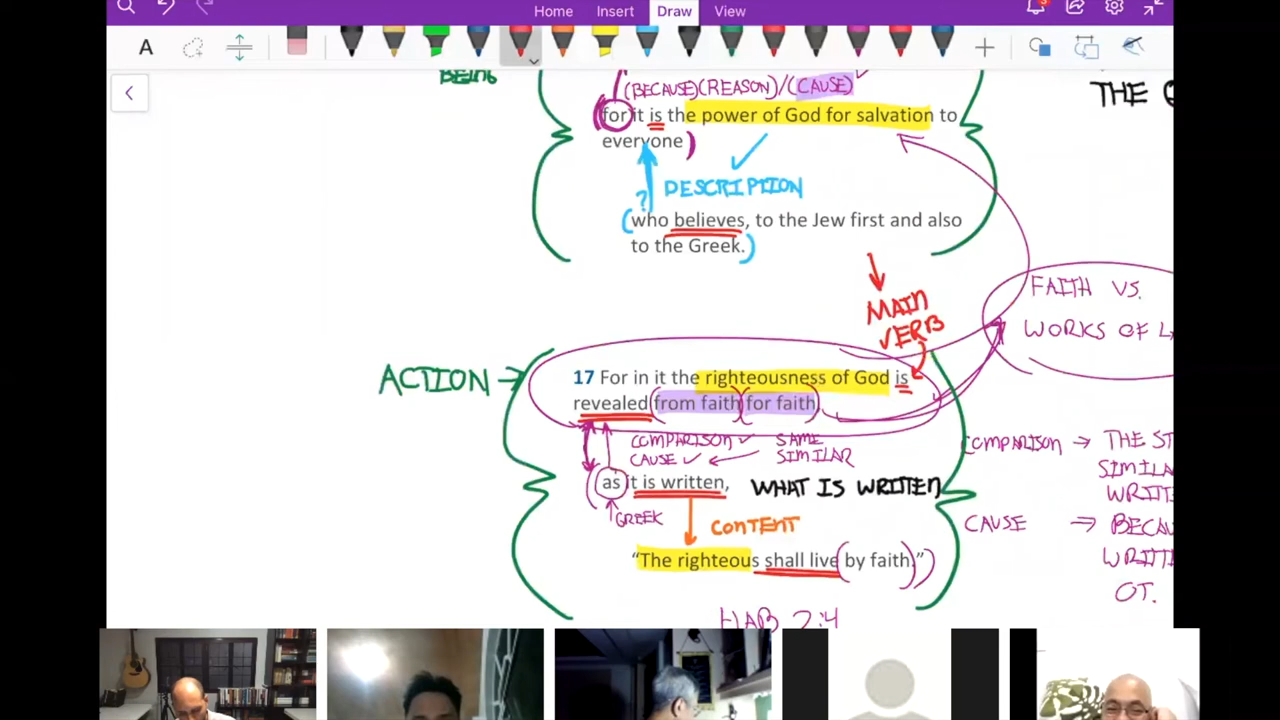 Home Insert Draw View
A
BEING
(BECAUSE)(REASON)/(CAUSE)
THE
for it is the power of God for salvation to
everyone)
DESCRIPTION
?
(who believes, to the Jew first and also
to the Greek.)
MAIN
VERB
FAITH VS.
WORKS OF
ACTION
17 For in it the righteousness of God is
revealed (from faith)(for faith)
COMPARISON ✓ SAME
CAUSE ✓ SIMILAR
(as it is written, WHAT IS WRITTEN
GREEK
CONTENT
"The righteous shall live (by faith).")
HAB 2:4
COMPARISON → THE
SIMILA
WRITTE
CAUSE ⇒ BECAU
WRITTE
OT.